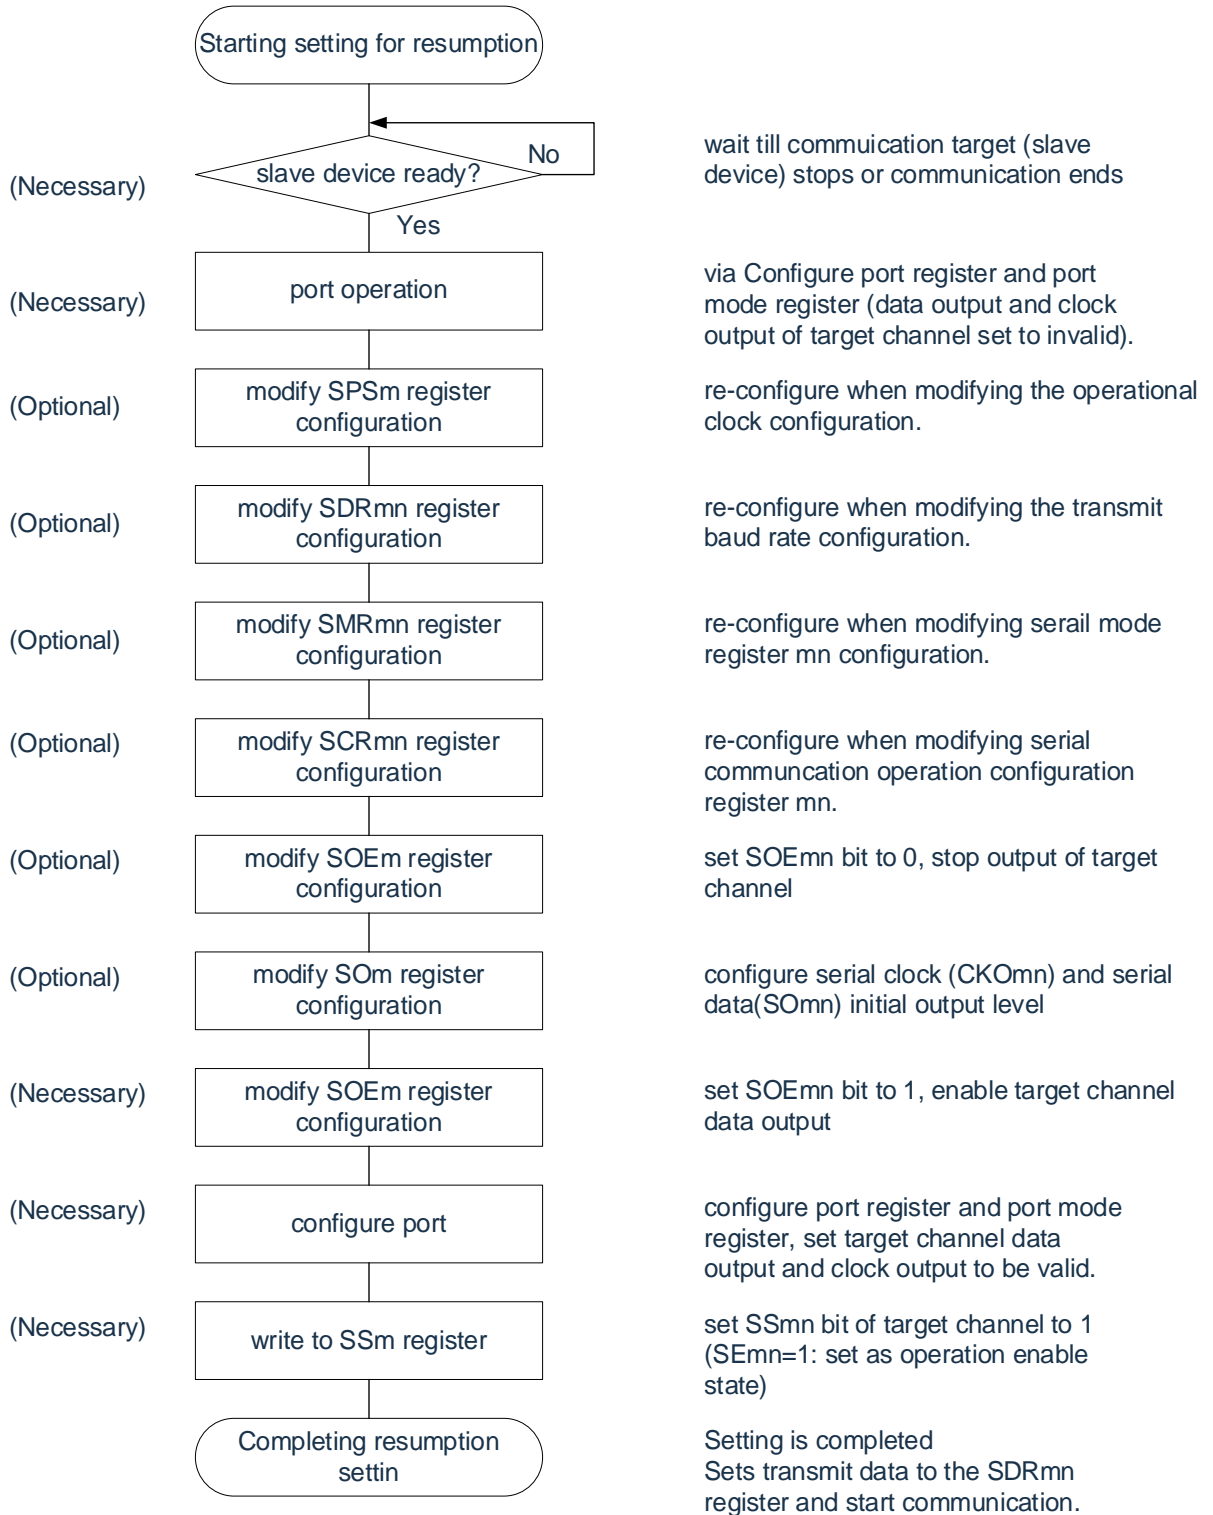 Starting setting for resumption
(Necessary)
slave device ready?
No
Yes
wait till commuication target (slave
device) stops or communication ends
(Necessary)
port operation
via Configure port register and port
mode register (data output and clock
output of target channel set to invalid).
(Optional)
modify SPSm register
configuration
re-configure when modifying the operational
clock configuration.
(Optional)
modify SDRmn register
configuration
re-configure when modifying the transmit
baud rate configuration.
(Optional)
modify SMRmn register
configuration
re-configure when modifying serail mode
register mn configuration.
(Optional)
modify SCRmn register
configuration
re-configure when modifying serial
communcation operation configuration
register mn.
(Optional)
modify SOEm register
configuration
set SOEmn bit to 0, stop output of target
channel
(Optional)
modify SOm register
configuration
configure serial clock (CKOmn) and serial
data(SOmn) initial output level
(Necessary)
modify SOEm register
configuration
set SOEmn bit to 1, enable target channel
data output
(Necessary)
configure port
configure port register and port mode
register, set target channel data
output and clock output to be valid.
(Necessary)
write to SSm register
set SSmn bit of target channel to 1
(SEmn=1: set as operation enable
state)
Completing resumption
settin
Setting is completed
Sets transmit data to the SDRmn
register and start communication.